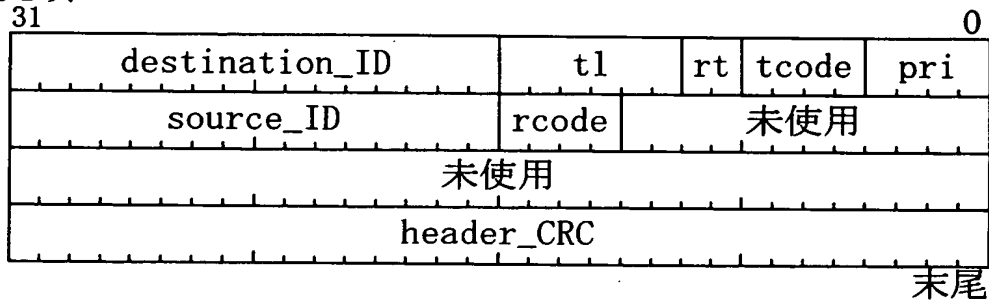 31 0
destination_ID tl rt tcode pri
source_ID rcode 未使用
未使用
header_CRC
末尾